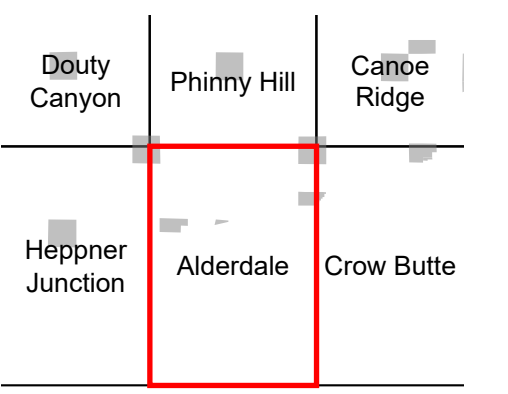 Douty
Canyon
Phinny Hill
Canoe
Ridge
Heppner
Junction
Alderdale
Crow Butte